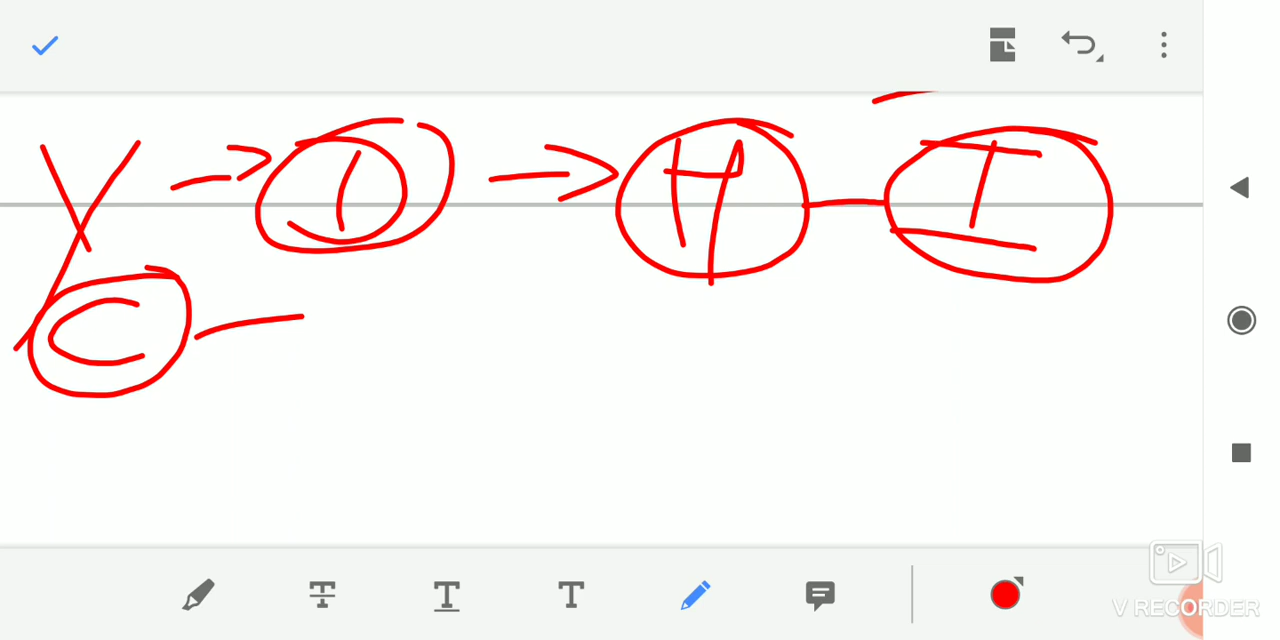 Y → D → H - I
C -
V RECORDER